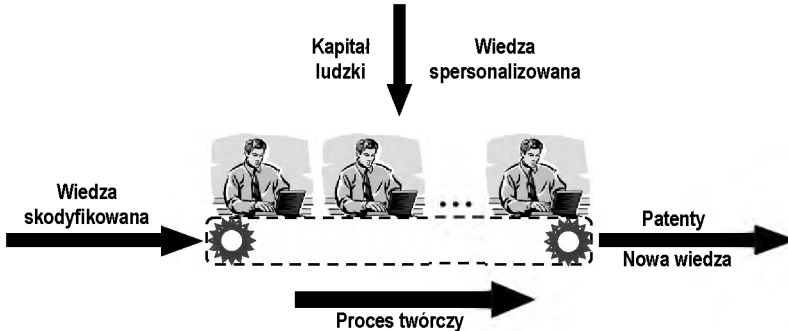 Kapitał
ludzki
Wiedza
spersonalizowana
Wiedza
skodyfikowana
...
Patenty
Nowa wiedza
Proces twórczy